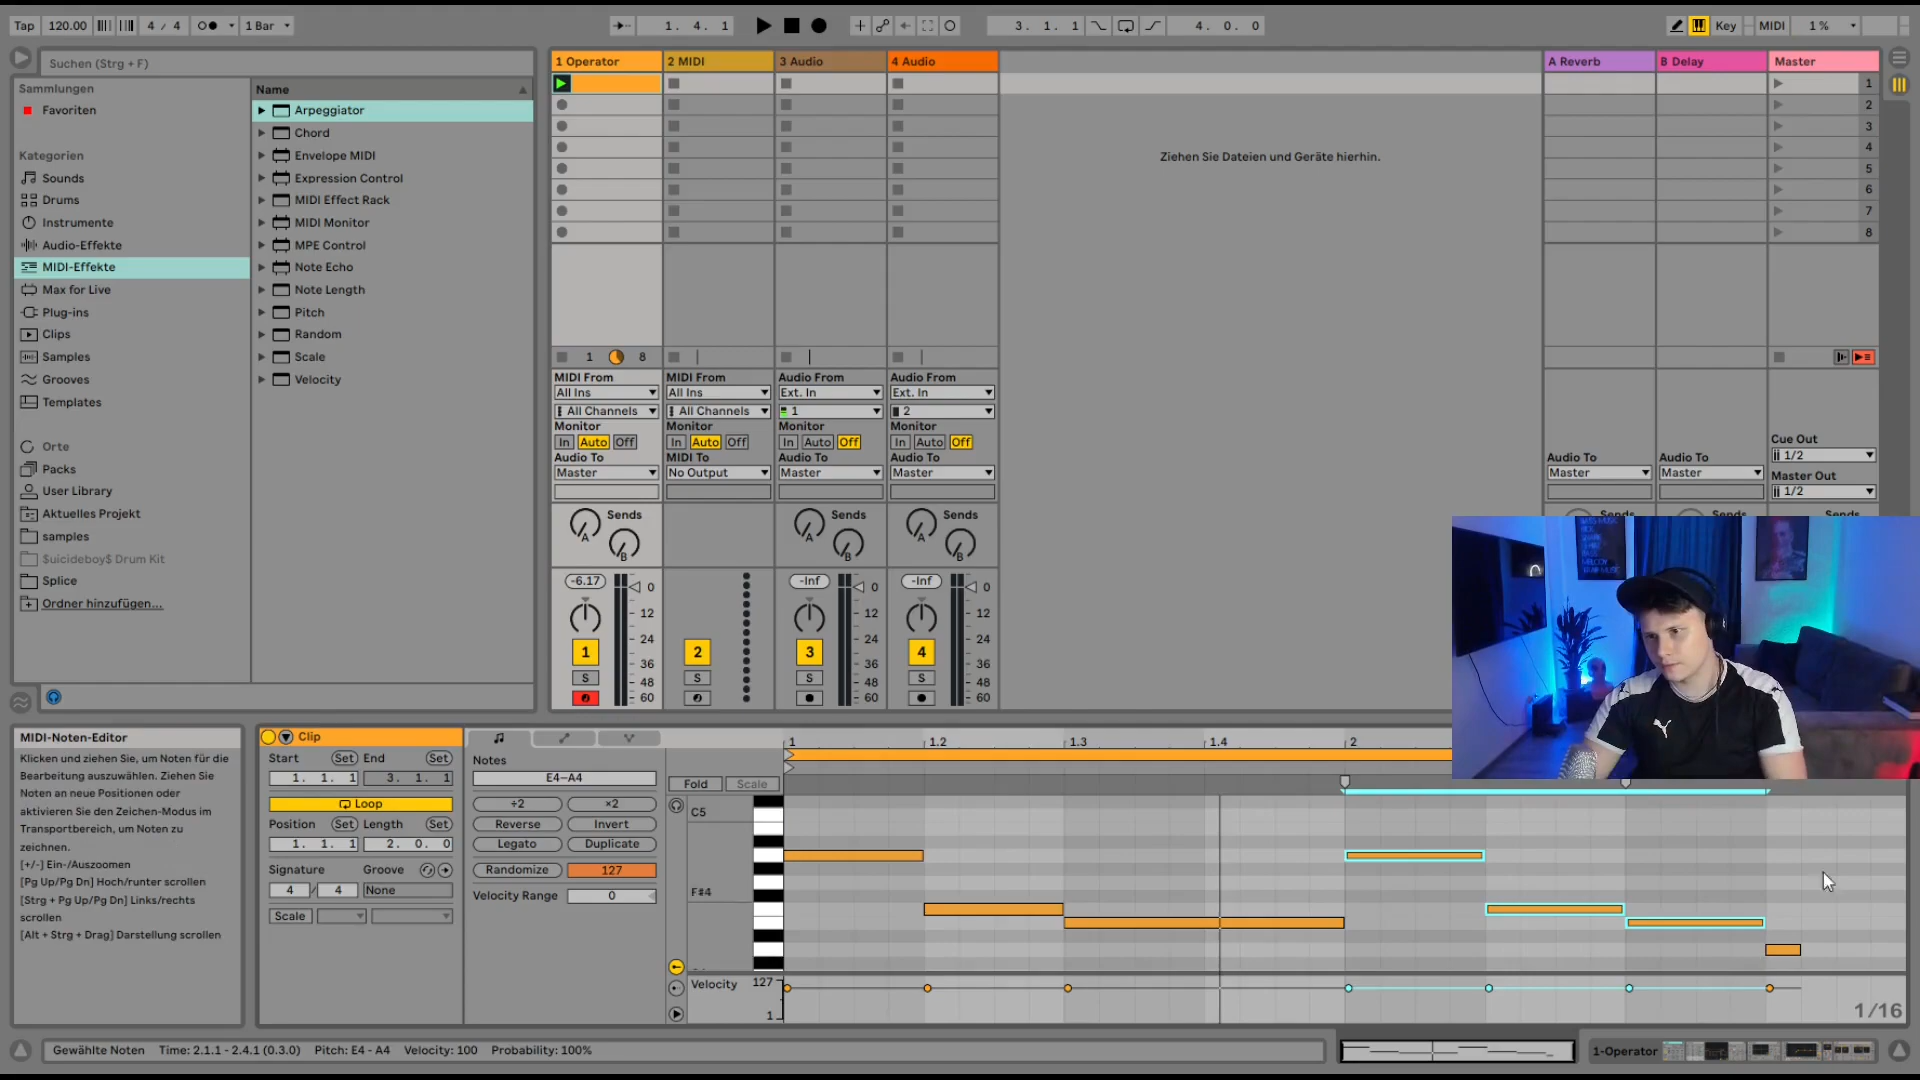 Tap 120.00 4 / 4 1 Bar 1. 4. 1 3. 1. 1 4. 0. 0 Key MIDI 1 %
Suchen (Strg + F)
Sammlungen
Favoriten
Kategorien
Sounds
Drums
Instrumente
Audio-Effekte
MIDI-Effekte
Max for Live
Plug-ins
Clips
Samples
Grooves
Templates
Orte
Packs
User Library
Aktuelles Projekt
samples
$uicideboy$ Drum Kit
Splice
Ordner hinzufügen...
Name
Arpeggiator
Chord
Envelope MIDI
Expression Control
MIDI Effect Rack
MIDI Monitor
MPE Control
Note Echo
Note Length
Pitch
Random
Scale
Velocity
1 Operator 2 MIDI 3 Audio 4 Audio A Reverb B Delay Master
1
2
3
4
5
6
7
8
Ziehen Sie Dateien und Geräte hierhin.
1 8
MIDI From MIDI From Audio From Audio From
All Ins All Ins Ext. In Ext. In
All Channels All Channels 1 2
Monitor Monitor Monitor Monitor
In Auto Off In Auto Off In Auto Off In Auto Off
Audio To MIDI To Audio To Audio To Audio To Audio To
Master No Output Master Master Master Master
Cue Out
1/2
Master Out
1/2
Sends Sends Sends Sends Sends Sends
A A A
B B B
-6.17 0 -Inf 0 -Inf 0
12 12 12
24 24 24
1 2 3 4
36 36 36
S S S S
48 48 48
60 60 60
MIDI-Noten-Editor
Klicken und ziehen Sie, um Noten für die
Bearbeitung auszuwählen. Ziehen Sie
Noten an neue Positionen oder
aktivieren Sie den Zeichen-Modus im
Transportbereich, um Noten zu
zeichnen.
[+/-] Ein-/Auszoomen
[Pg Up/Pg Dn] Hoch/runter scrollen
[Strg + Pg Up/Pg Dn] Links/rechts
scrollen
[Alt + Strg + Drag] Darstellung scrollen
Clip
Start Set End Set
1. 1. 1 3. 1. 1
Loop
Position Set Length Set
1. 1. 1 2. 0. 0
Signature Groove
4 / 4 None
Scale
Notes
E4-A4
÷2 ×2
Reverse Invert
Legato Duplicate
Randomize 127
Velocity Range 0
1 1.2 1.3 1.4 2
Fold Scale
C5
F#4
Velocity 127
1
1/16
Gewählte Noten Time: 2.1.1 - 2.4.1 (0.3.0) Pitch: E4 - A4 Velocity: 100 Probability: 100%
1-Operator